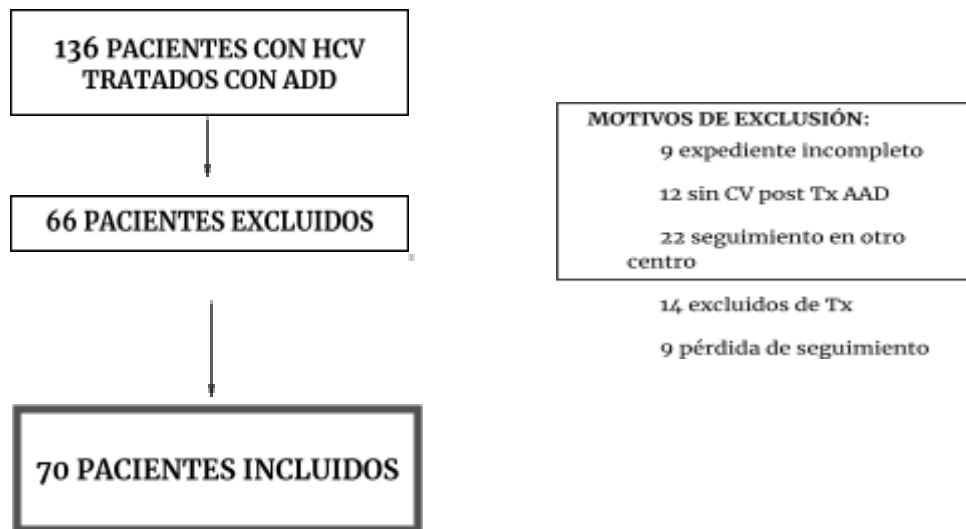 136 PACIENTES CON HCV
TRATADOS CON ADD
66 PACIENTES EXCLUIDOS
70 PACIENTES INCLUIDOS
MOTIVOS DE EXCLUSIÓN:
9 expediente incompleto
12 sin CV post Tx AAD
22 seguimiento en otro
centro
14 excluidos de Tx
9 pérdida de seguimiento